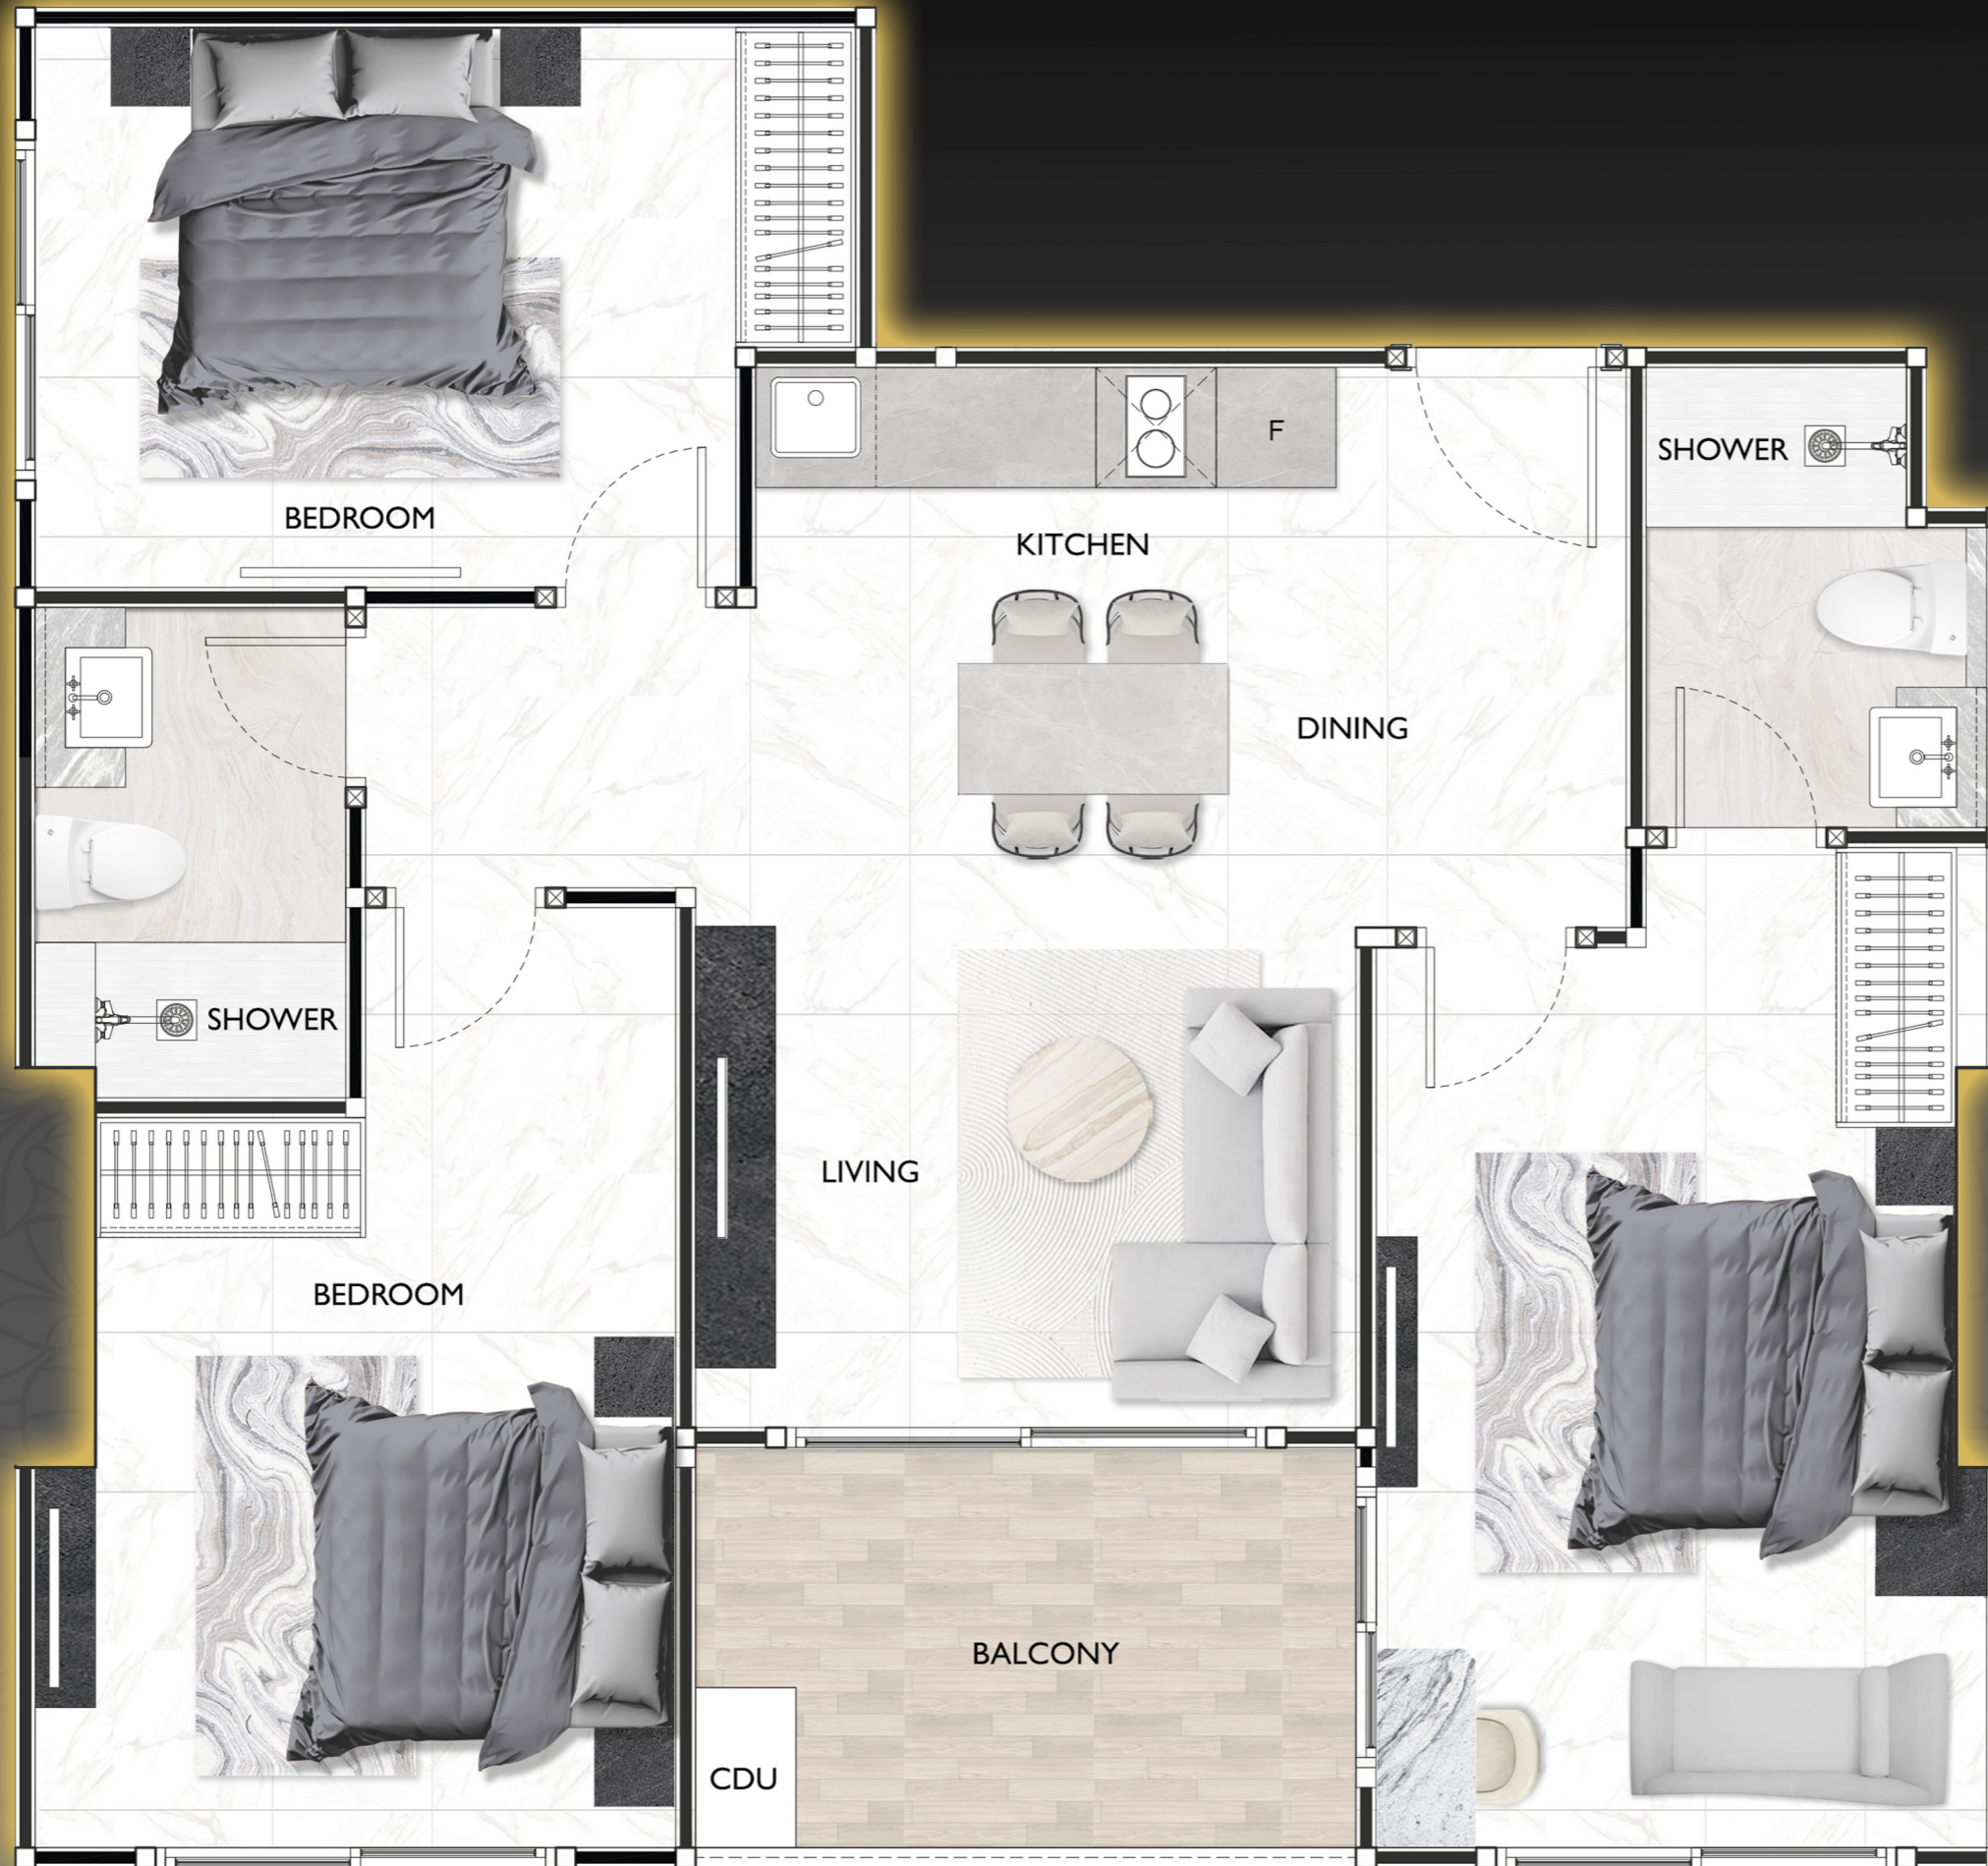 F
SHOWER
BEDROOM
KITCHEN
DINING
SHOWER
LIVING
BEDROOM
BALCONY
CDU